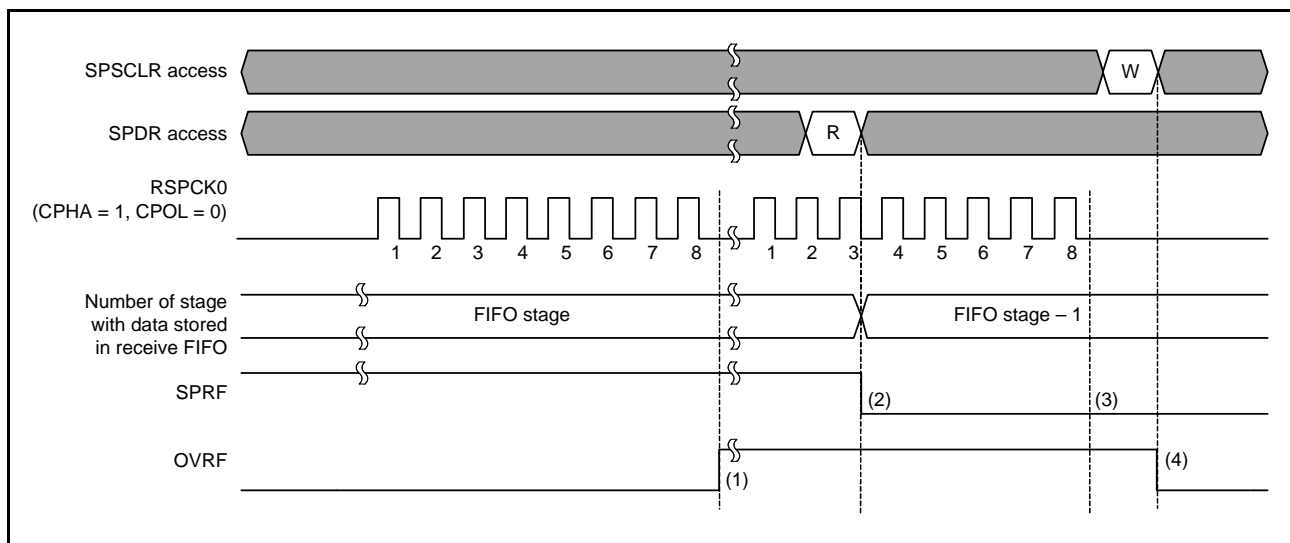 SPSCLR access
W
SPDR access
R
RSPCK0
(CPHA = 1, CPOL = 0)
1 2 3 4 5 6 7 8 1 2 3 4 5 6 7 8
Number of stage
with data stored
in receive FIFO
FIFO stage
FIFO stage – 1
SPRF
(2)
(3)
OVRF
(1)
(4)